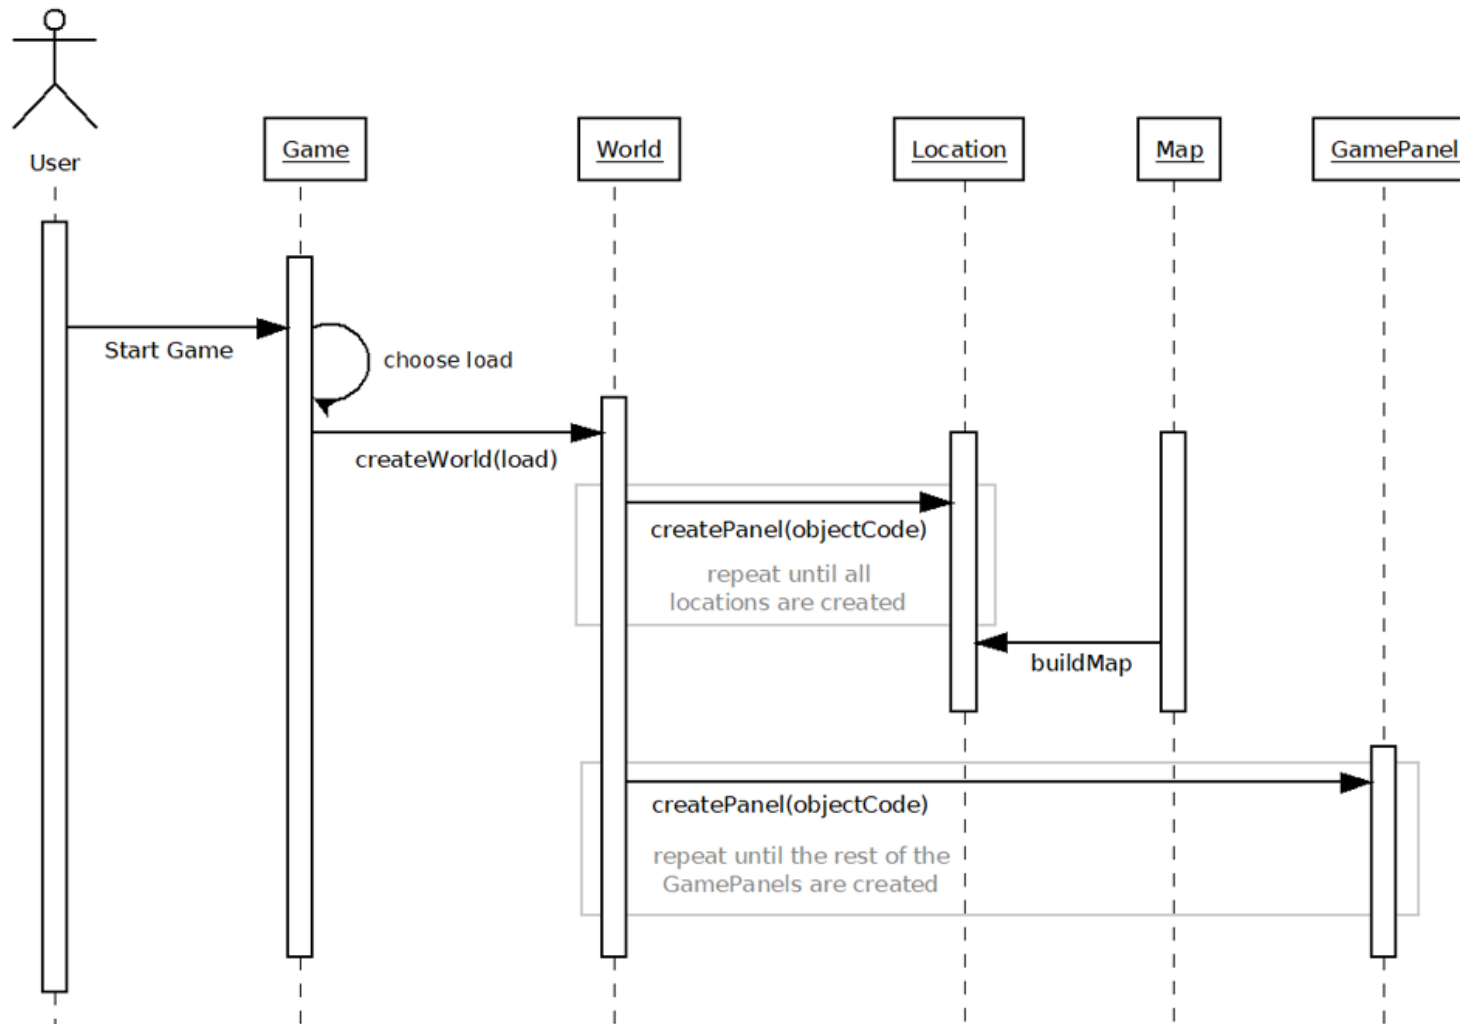 User
Game
World
Location
Map
GamePanel
Start Game
choose load
createWorld(load)
createPanel(objectCode)
repeat until all
locations are created
buildMap
createPanel(objectCode)
repeat until the rest of the
GamePanels are created